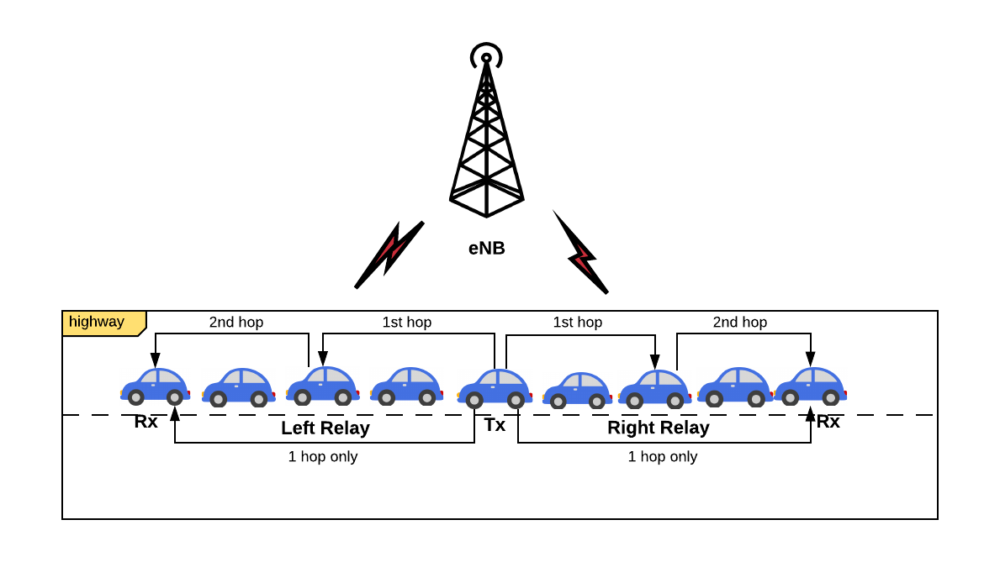 eNB
highway
2nd hop
1st hop
1st hop
2nd hop
Rx
Left Relay
Tx
Right Relay
Rx
1 hop only
1 hop only